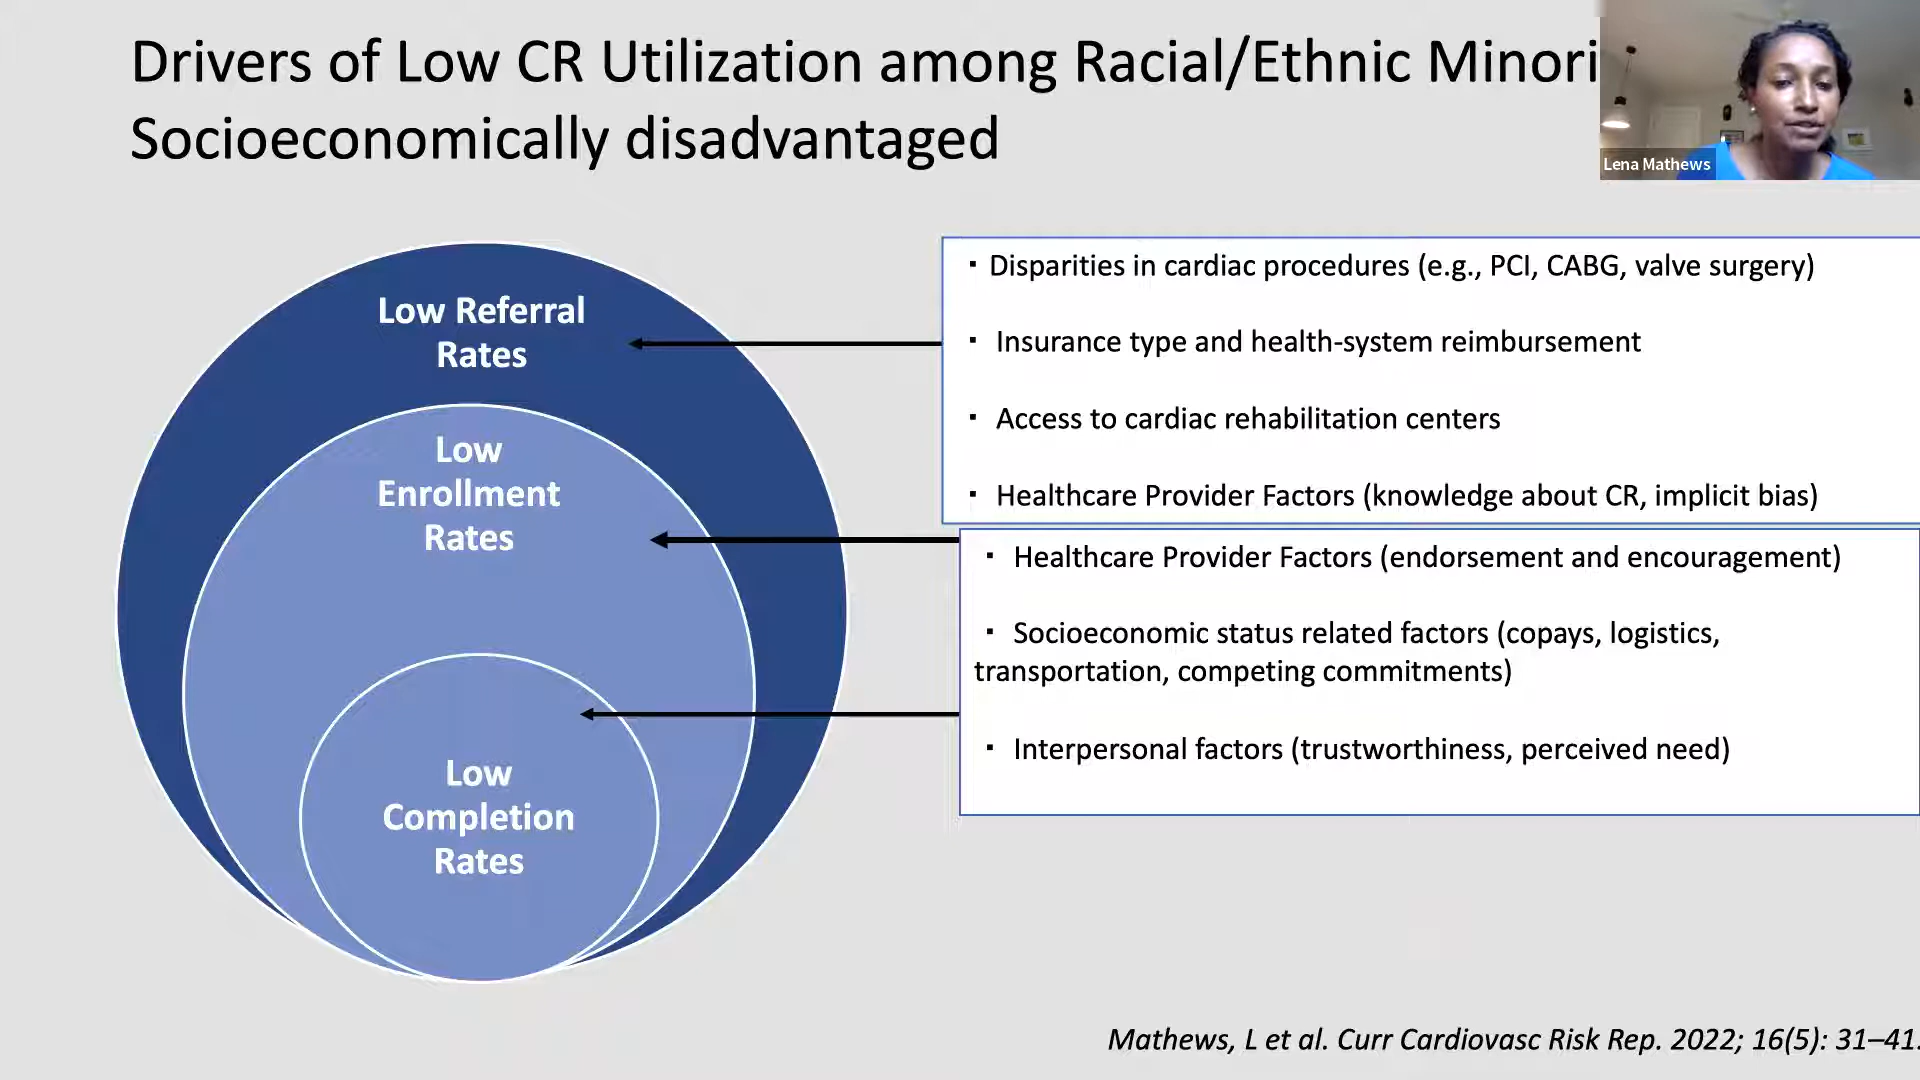 Drivers of Low CR Utilization among Racial/Ethnic Minori
Socioeconomically disadvantaged
Lena Mathews
Low Referral
Rates
Low
Enrollment
Rates
Low
Completion
Rates
▪ Disparities in cardiac procedures (e.g., PCI, CABG, valve surgery)
▪ Insurance type and health-system reimbursement
▪ Access to cardiac rehabilitation centers
▪ Healthcare Provider Factors (knowledge about CR, implicit bias)
▪ Healthcare Provider Factors (endorsement and encouragement)
▪ Socioeconomic status related factors (copays, logistics,
transportation, competing commitments)
▪ Interpersonal factors (trustworthiness, perceived need)
Mathews, L et al. Curr Cardiovasc Risk Rep. 2022; 16(5): 31–41.